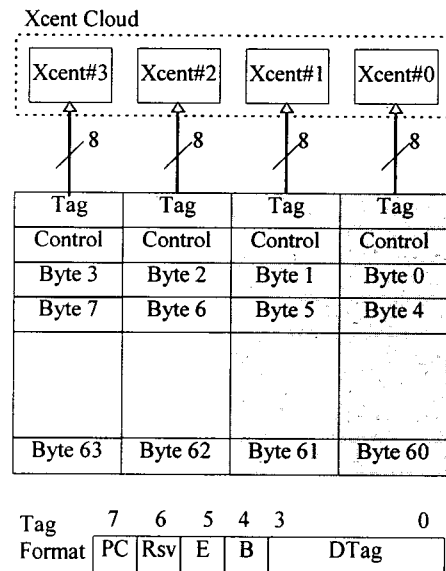 Xcent Cloud
Xcent#3 Xcent#2 Xcent#1 Xcent#0
8 8 8 8
Tag Tag Tag Tag
Control Control Control Control
Byte 3 Byte 2 Byte 1 Byte 0
Byte 7 Byte 6 Byte 5 Byte 4
Byte 63 Byte 62 Byte 61 Byte 60
Tag 7 6 5 4 3 0
Format PC Rsv E B DTag